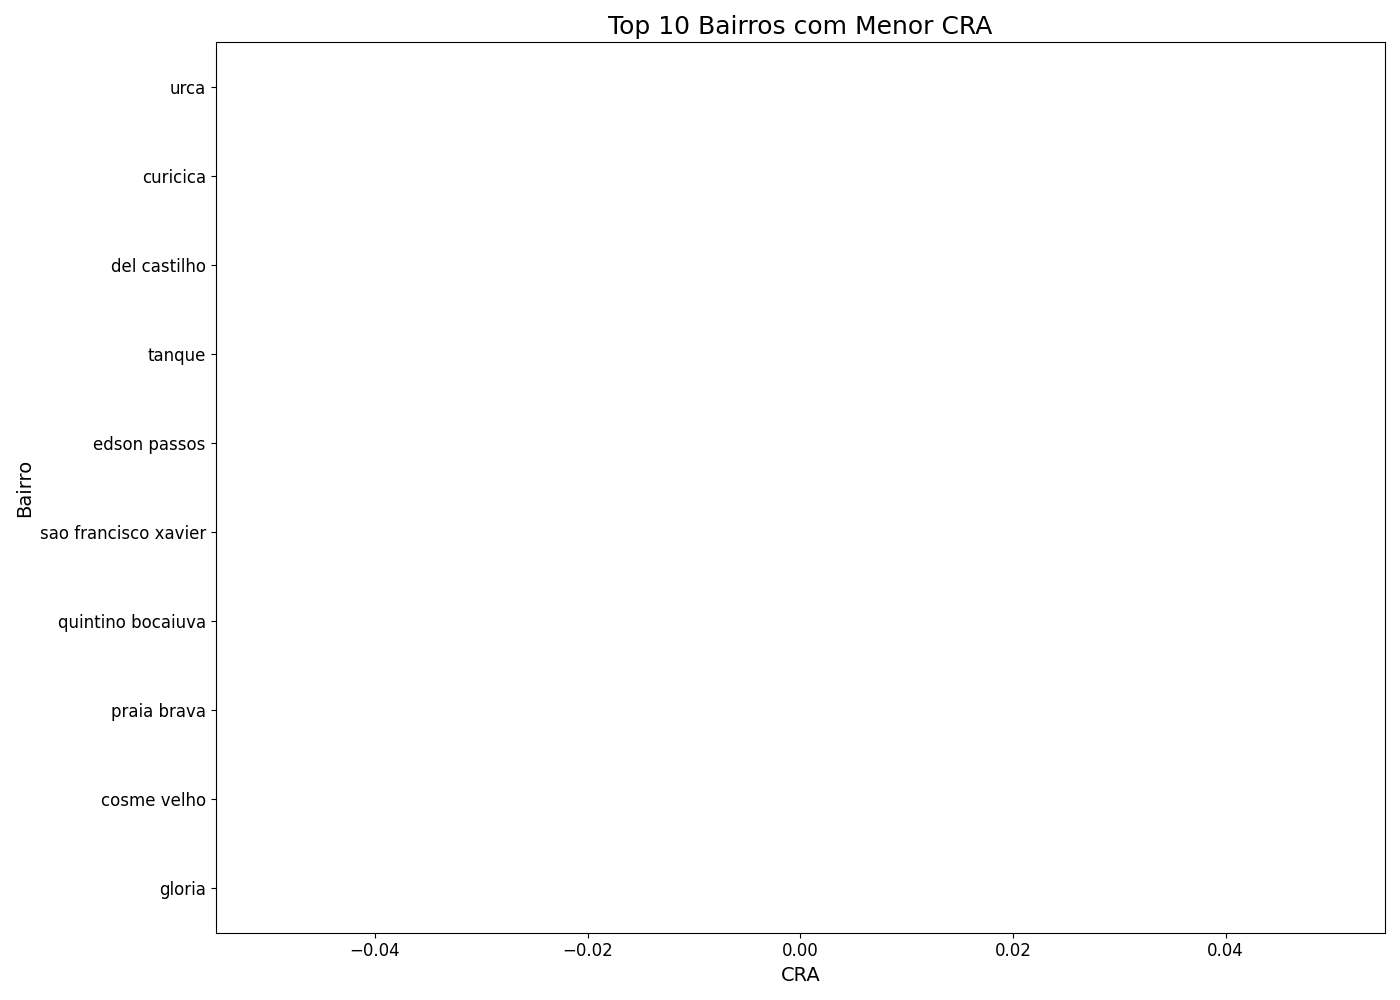 Top 10 Bairros com Menor CRA
urca
curicica
del castilho
tanque
edson passos
sao francisco xavier
quintino bocaiuva
praia brava
cosme velho
gloria
Bairro
−0.04 −0.02 0.00 0.02 0.04
CRA